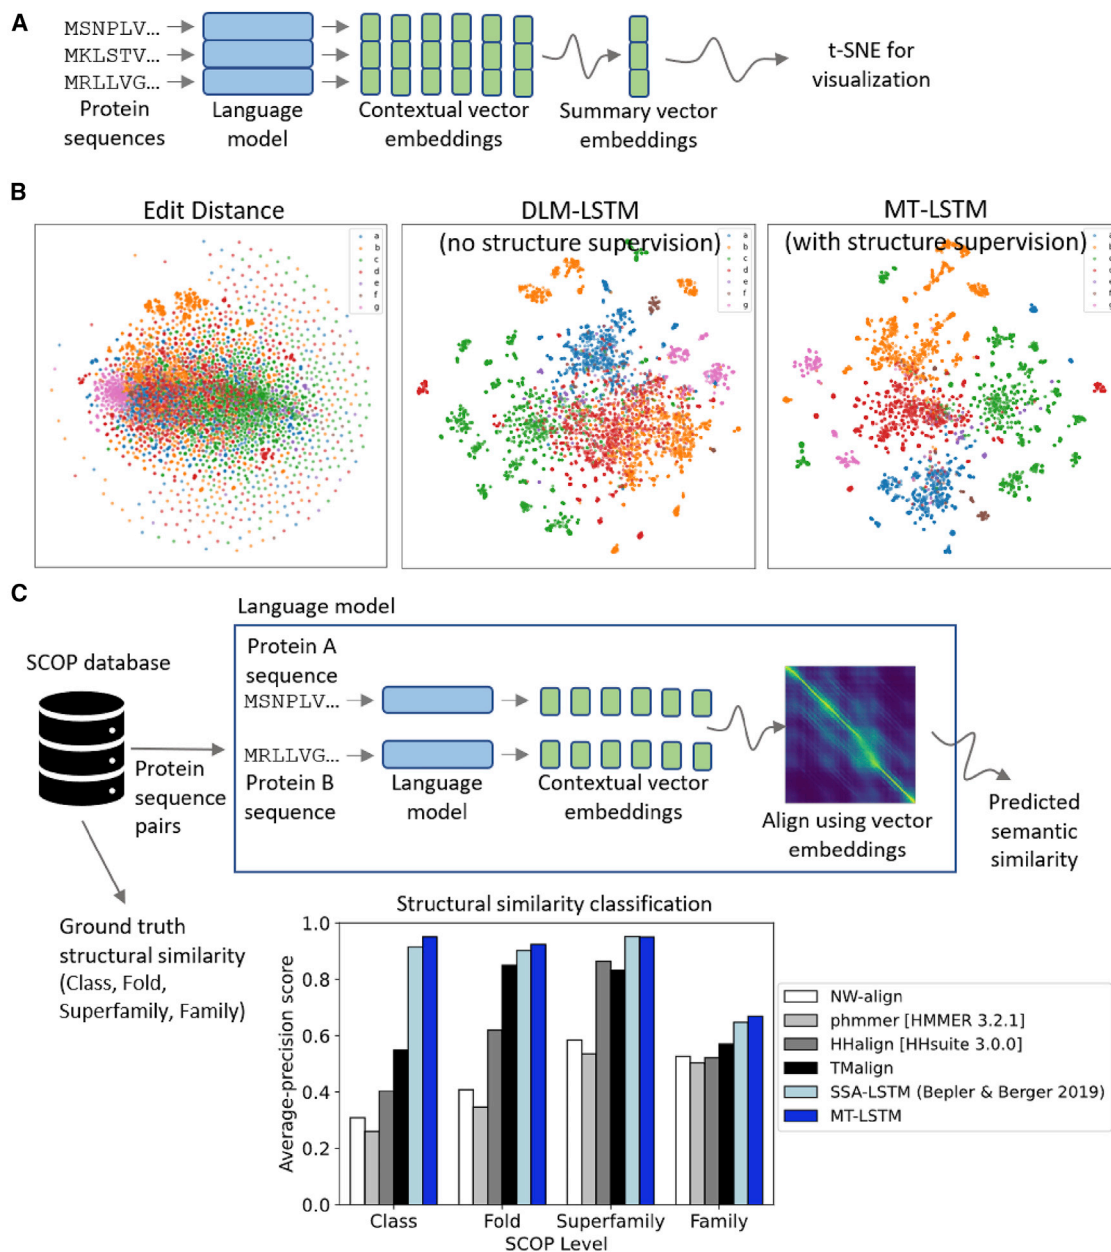 A
MSNPLV...
MKLSTV...
MRLLVG...
Protein
sequences
Language
model
Contextual vector
embeddings
Summary vector
embeddings
t-SNE for
visualization
B
Edit Distance
a
b
c
d
e
f
g
DLM-LSTM
(no structure supervision)
a
b
c
d
e
f
g
MT-LSTM
(with structure supervision)
a
b
c
d
e
f
g
C
SCOP database
Protein
sequence
pairs
Ground truth
structural similarity
(Class, Fold,
Superfamily, Family)
Language model
Protein A
sequence
MSNPLV...
MRLLVG...
Protein B
sequence
Language
model
Contextual vector
embeddings
Align using vector
embeddings
Predicted
semantic
similarity
Structural similarity classification
Average-precision score
1.0
0.8
0.6
0.4
0.2
0.0
Class
Fold
Superfamily
Family
SCOP Level
NW-align
phmmer [HMMER 3.2.1]
HHalign [HHsuite 3.0.0]
TMalign
SSA-LSTM (Bepler & Berger 2019)
MT-LSTM